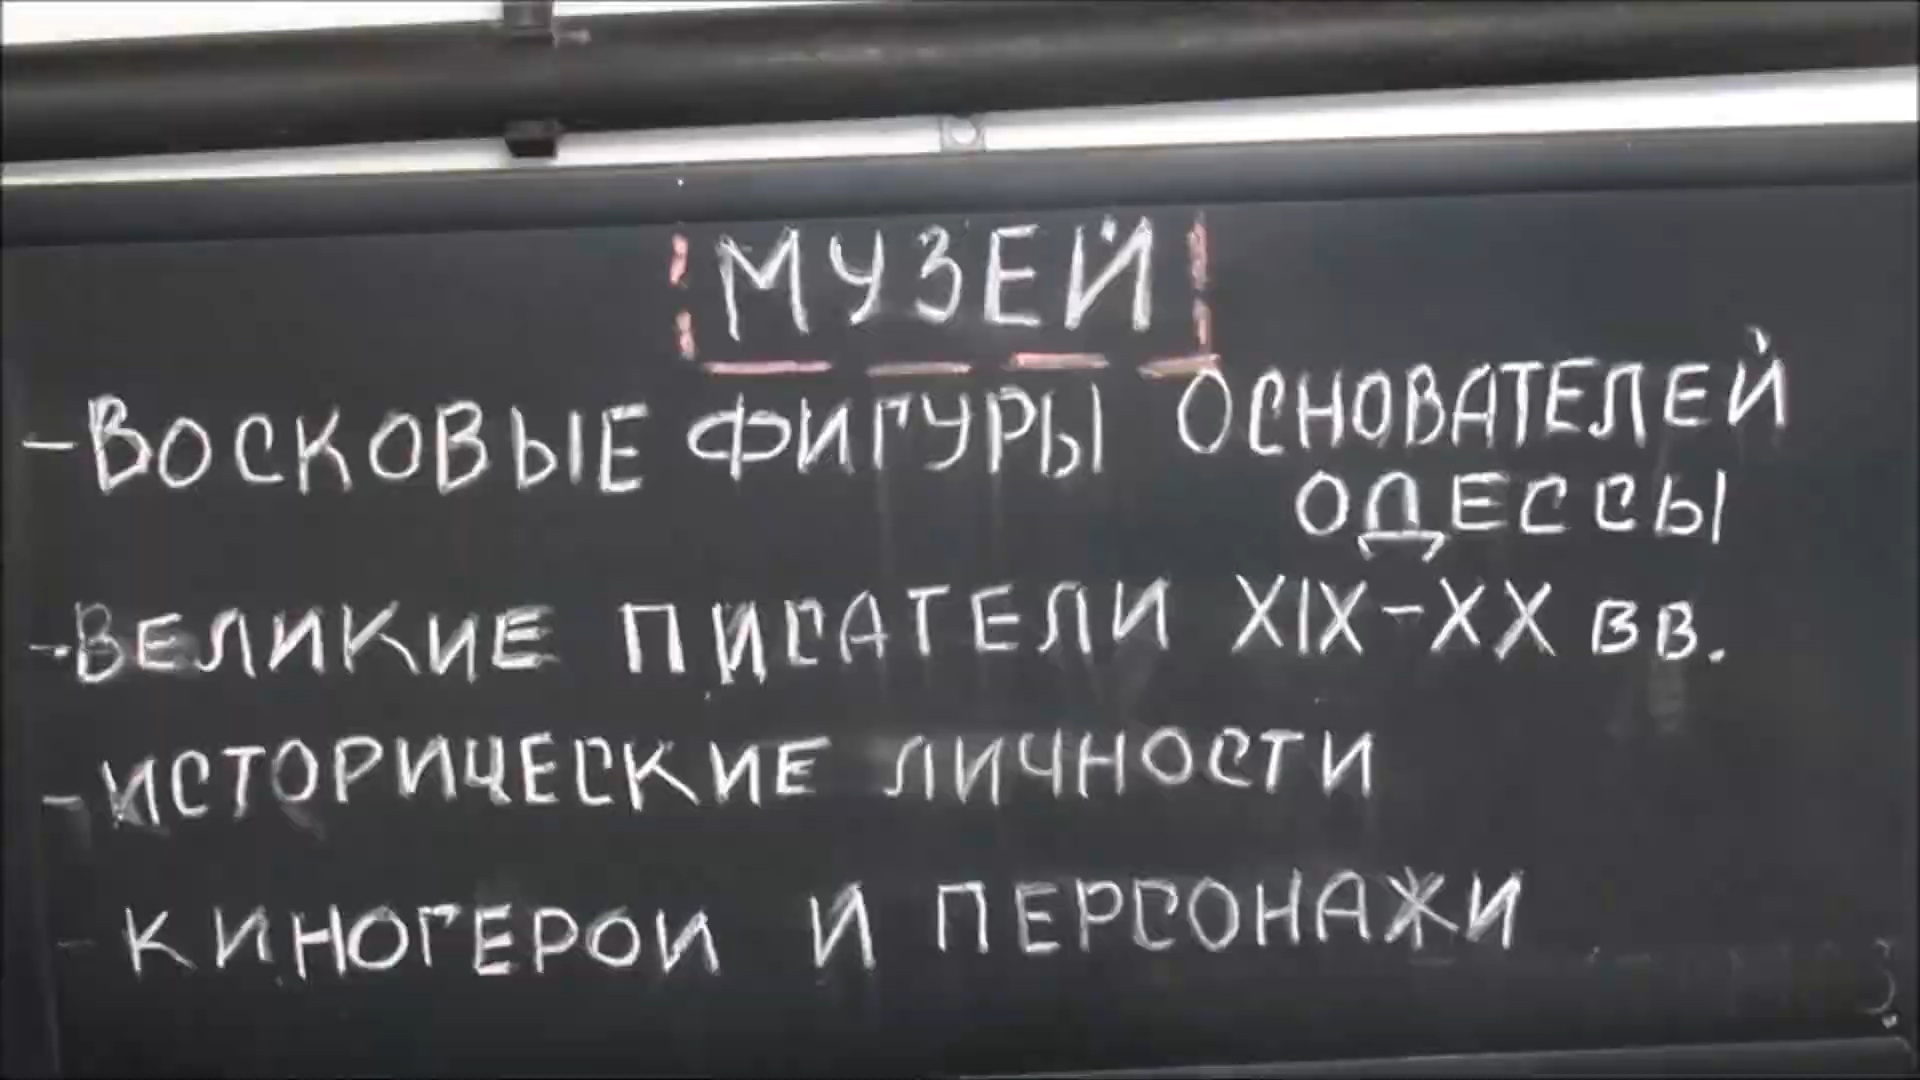 МУЗЕЙ
- ВОСКОВЫЕ ФИГУРЫ ОСНОВАТЕЛЕЙ
ОДЕССЫ
- ВЕЛИКИЕ ПИСАТЕЛИ XIX-XX ВВ.
- ИСТОРИЧЕСКИЕ ЛИЧНОСТИ
- КИНОГЕРОИ И ПЕРСОНАЖИ